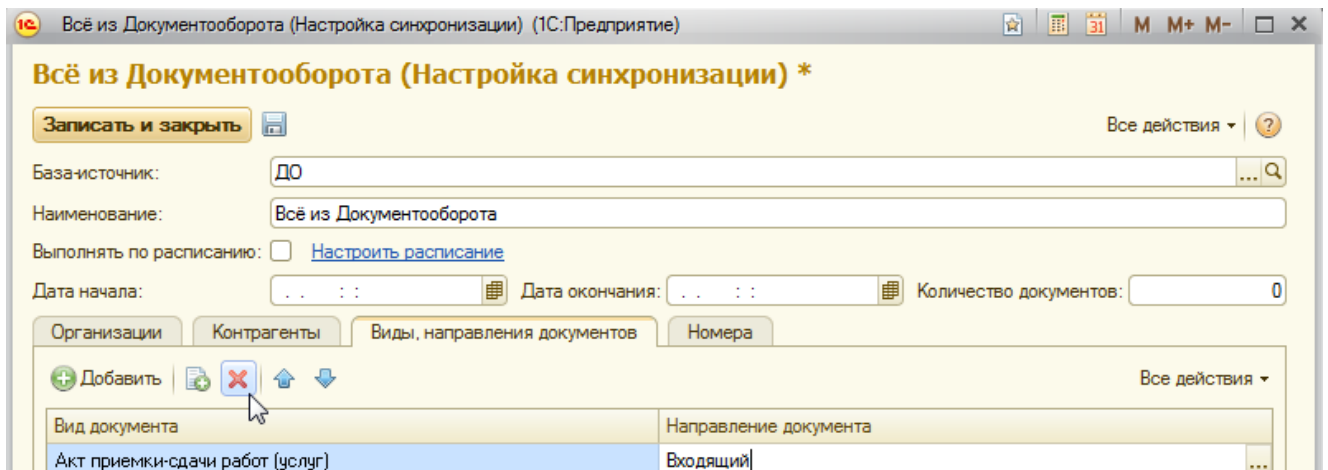 1С Всё из Документооборота (Настройка синхронизации) (1С:Предприятие) 31 M M+ M-
Всё из Документооборота (Настройка синхронизации) *
Записать и закрыть Все действия ?
База-источник: ДО ...
Наименование: Всё из Документооборота
Выполнять по расписанию: Настроить расписание
Дата начала: . . : : Дата окончания: . . : : Количество документов: 0
Организации Контрагенты Виды, направления документов Номера
Добавить Все действия
Вид документа Направление документа
Акт приемки-сдачи работ (услуг) Входящий ...